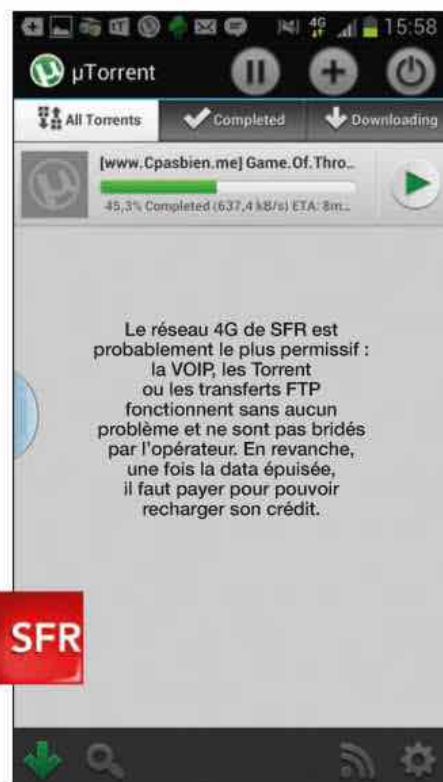 4G
15:58
µTorrent
All Torrents
Completed
Downloading
[www.Cpasbien.me] Game.Of.Thro...
45,3% Completed (637,4 kB/s) ETA: 8m...
Le réseau 4G de SFR est
probablement le plus permissif :
la VOIP, les Torrent
ou les transferts FTP
fonctionnent sans aucun
problème et ne sont pas bridés
par l'opérateur. En revanche,
une fois la data épuisée,
il faut payer pour pouvoir
recharger son crédit.
SFR